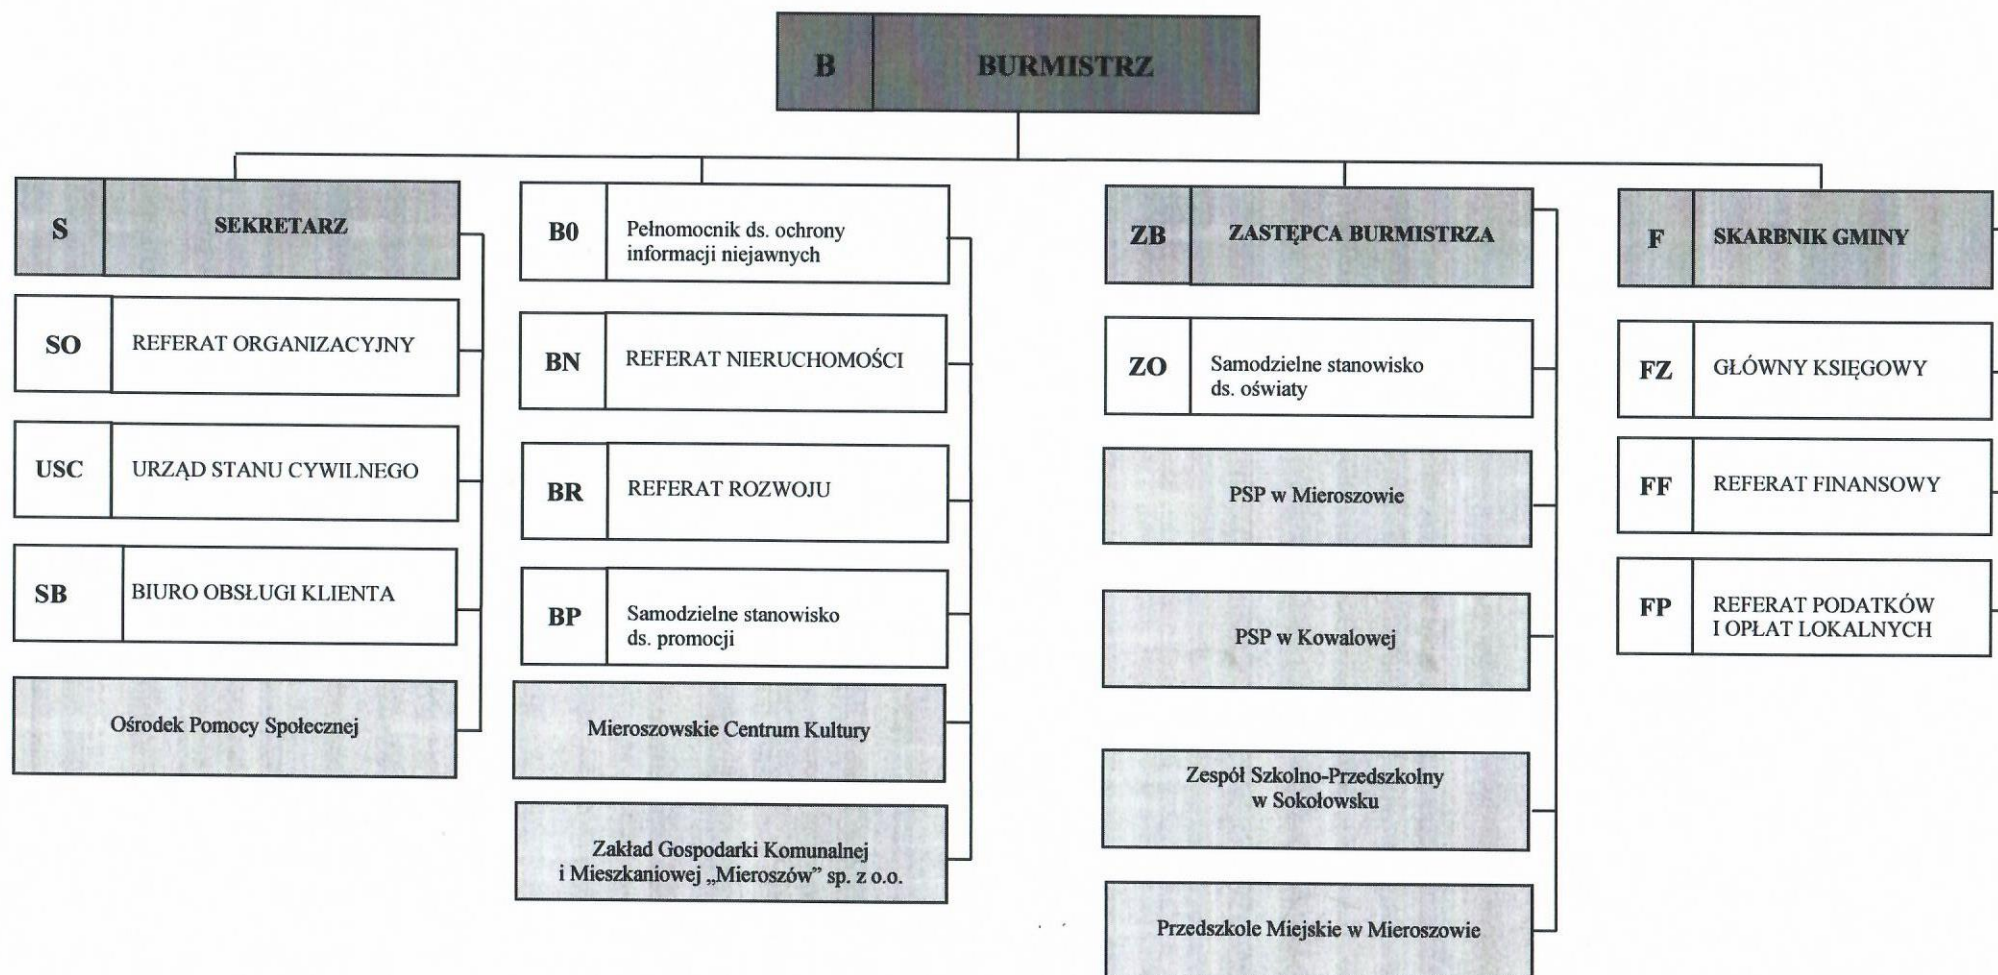 B BURMISTRZ
S SEKRETARZ
SO REFERAT ORGANIZACYJNY
USC URZĄD STANU CYWILNEGO
SB BIURO OBSŁUGI KLIENTA
Ośrodek Pomocy Społecznej
B0 Pełnomocnik ds. ochrony
informacji niejawnych
BN REFERAT NIERUCHOMOŚCI
BR REFERAT ROZWOJU
BP Samodzielne stanowisko
ds. promocji
Mieroszowskie Centrum Kultury
Zakład Gospodarki Komunalnej
i Mieszkaniowej „Mieroszów” sp. z o.o.
ZB ZASTĘPCA BURMISTRZA
ZO Samodzielne stanowisko
ds. oświaty
PSP w Mieroszowie
PSP w Kowalowej
Zespół Szkolno-Przedszkolny
w Sokołowsku
Przedszkole Miejskie w Mieroszowie
F SKARBNIK GMINY
FZ GŁÓWNY KSIĘGOWY
FF REFERAT FINANSOWY
FP REFERAT PODATKÓW
I OPŁAT LOKALNYCH